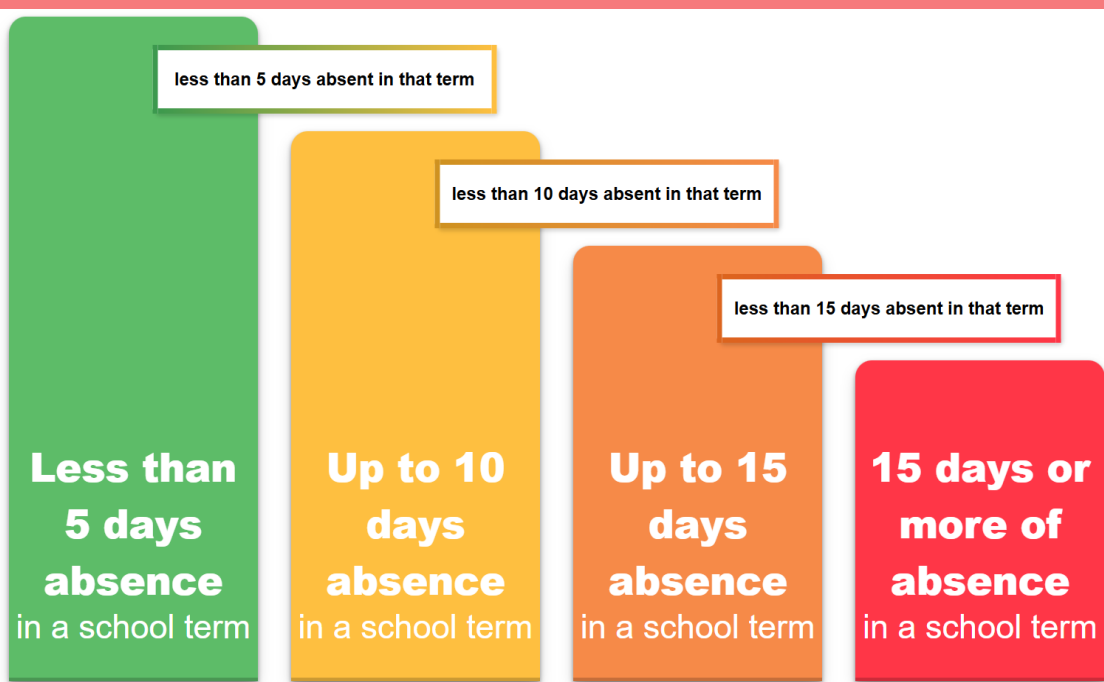 less than 5 days absent in that term
less than 10 days absent in that term
less than 15 days absent in that term
Less than
5 days
absence
in a school term
Up to 10
days
absence
in a school term
Up to 15
days
absence
in a school term
15 days or
more of
absence
in a school term